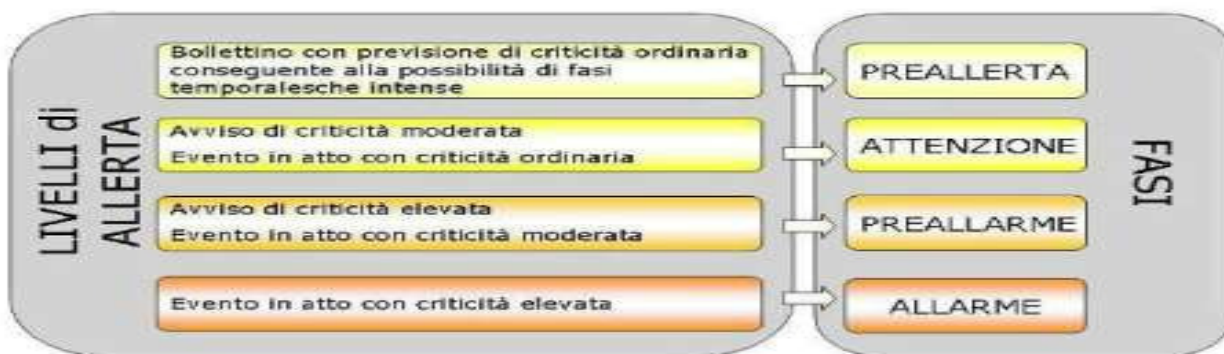 LIVELLI di
ALLERTA
Bollettino con previsione di criticità ordinaria
conseguente alla possibilità di fasi
temporalesche intense
PREALLERTA
Avviso di criticità moderata
Evento in atto con criticità ordinaria
ATTENZIONE
Avviso di criticità elevata
Evento in atto con criticità moderata
PREALLARME
Evento in atto con criticità elevata
ALLARME
FASI